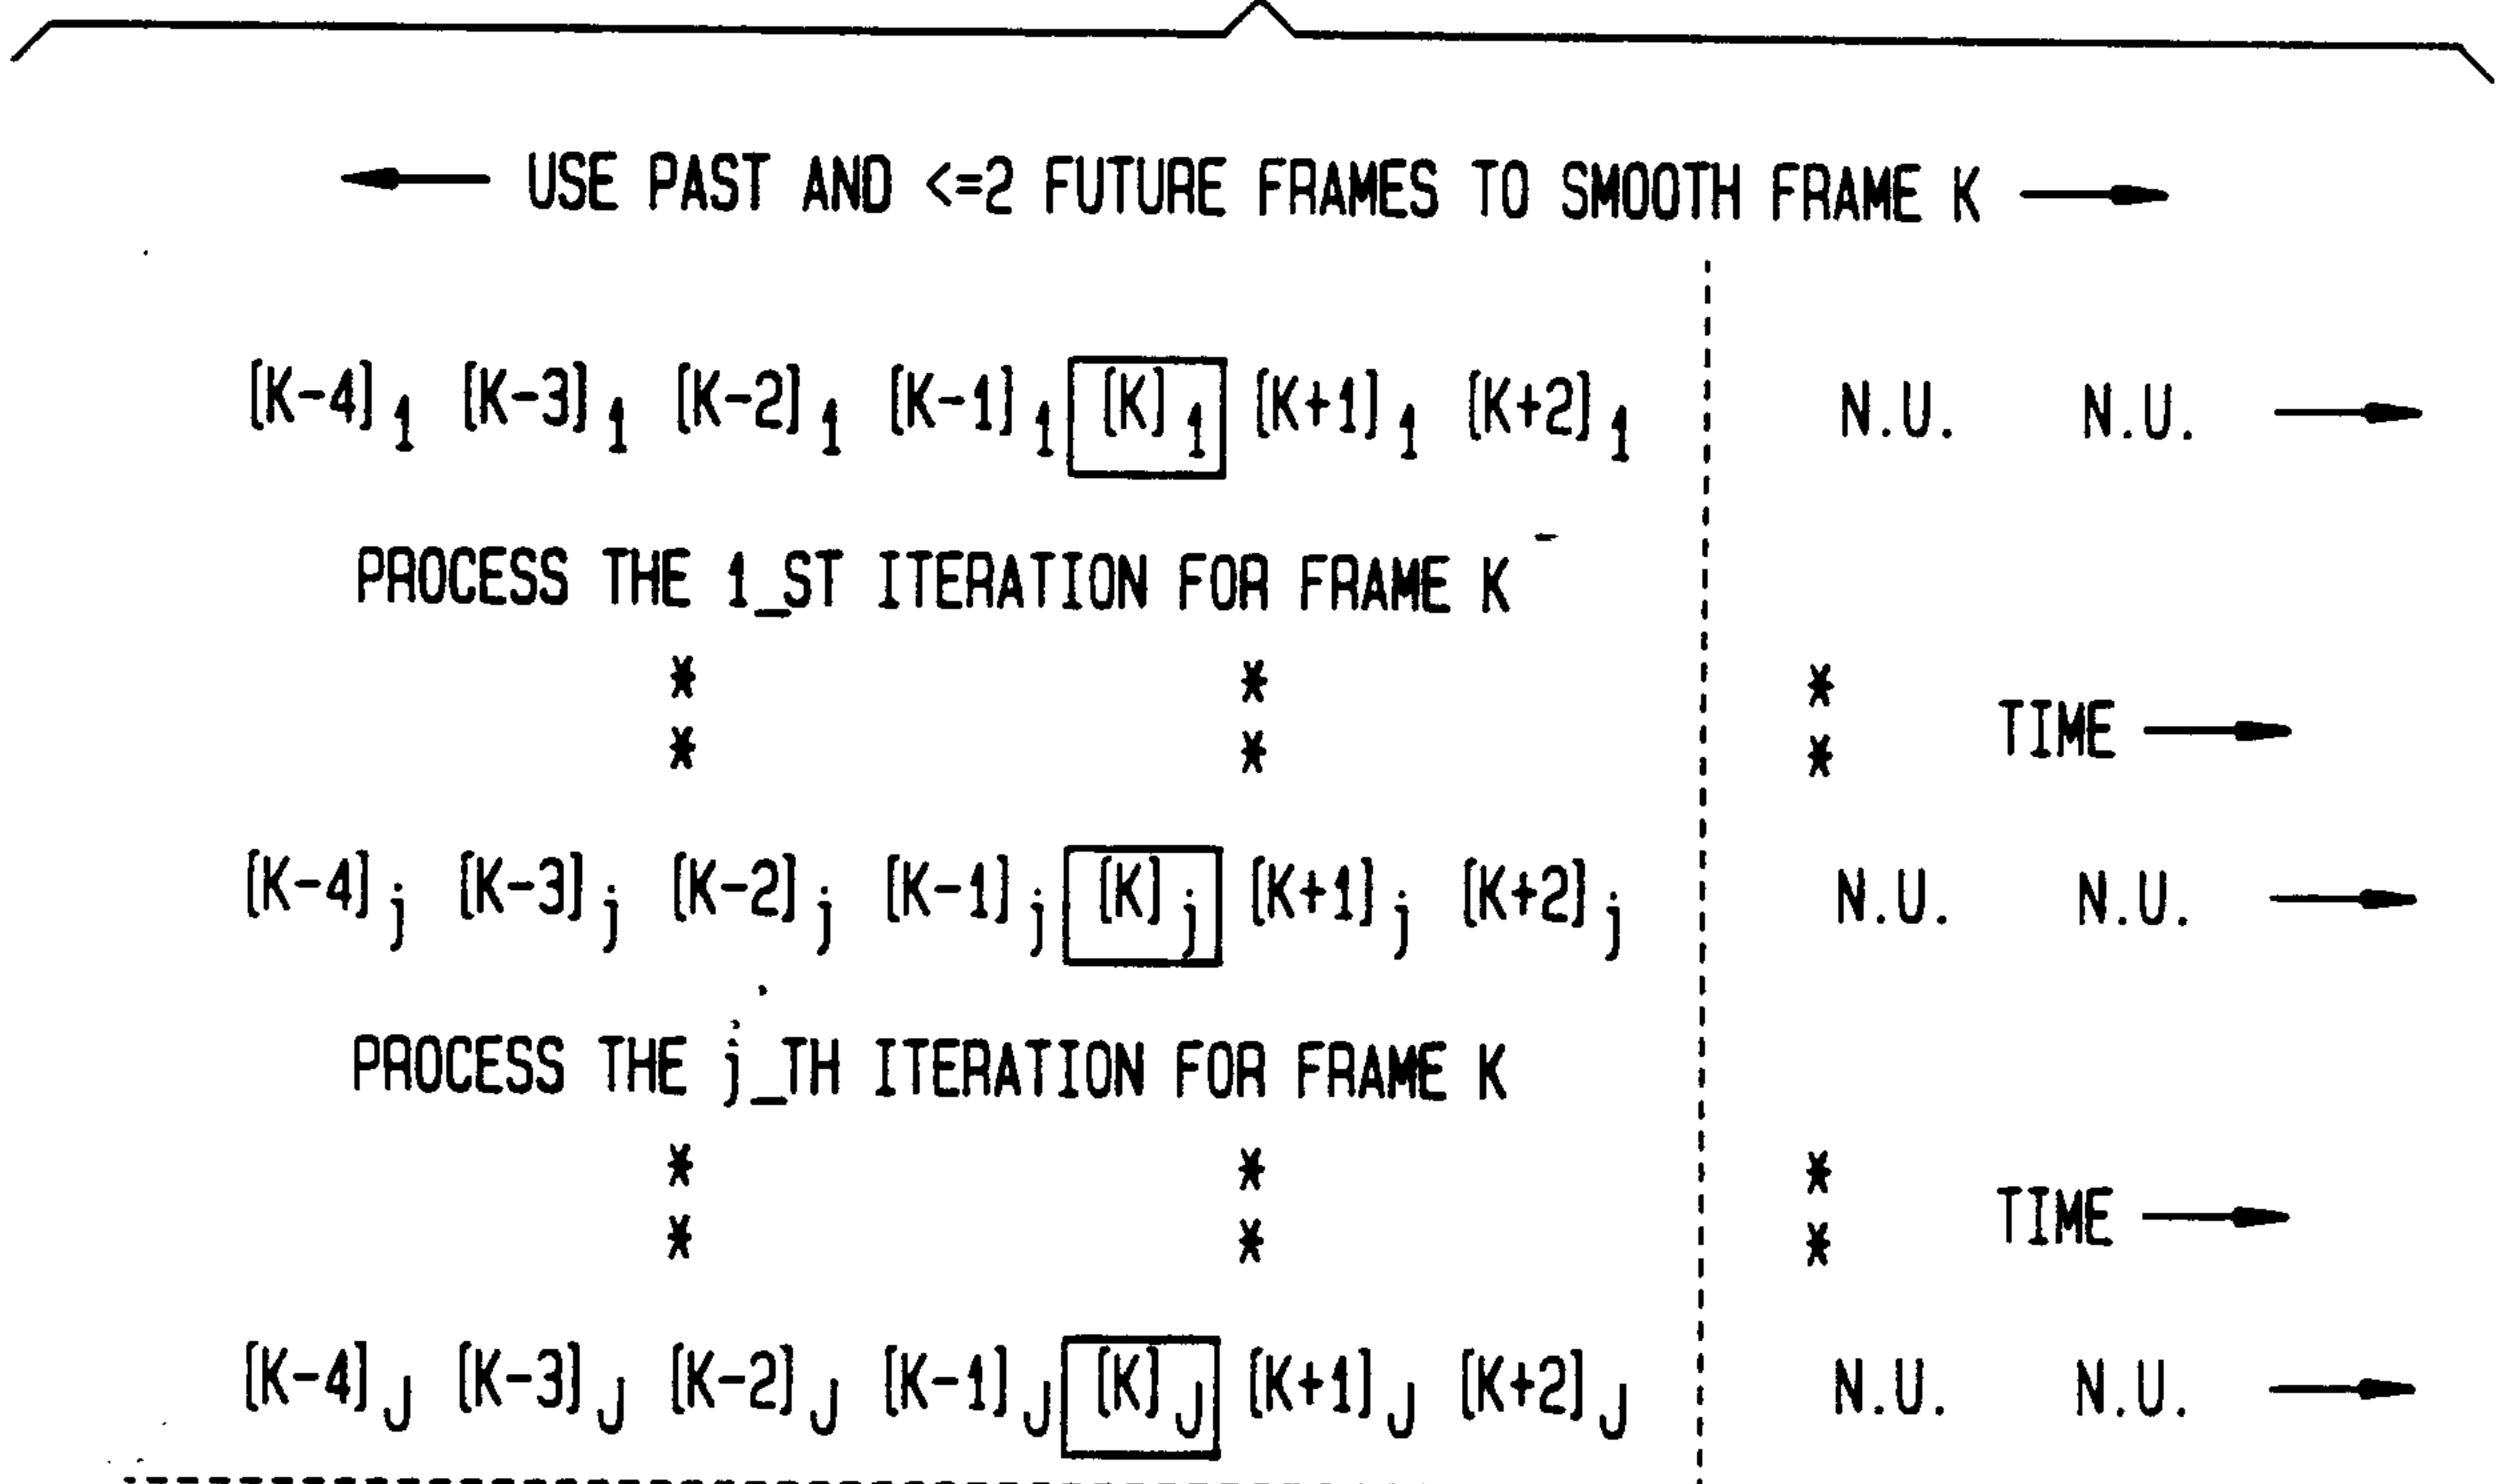 USE PAST AND <=2 FUTURE FRAMES TO SMOOTH FRAME K
[K-4]1 [K-3]1 [K-2]1 [K-1]1 [K]1 [K+1]1 [K+2]1 N.U. N.U.
PROCESS THE 1_ST ITERATION FOR FRAME K
* * *
TIME
* * *
[K-4]j [K-3]j [K-2]j [K-1]j [K]j [K+1]j [K+2]j N.U. N.U.
PROCESS THE j_TH ITERATION FOR FRAME K
* * *
TIME
* * *
[K-4]J [K-3]J [K-2]J [K-1]J [K]J [K+1]J [K+2]J N.U. N.U.